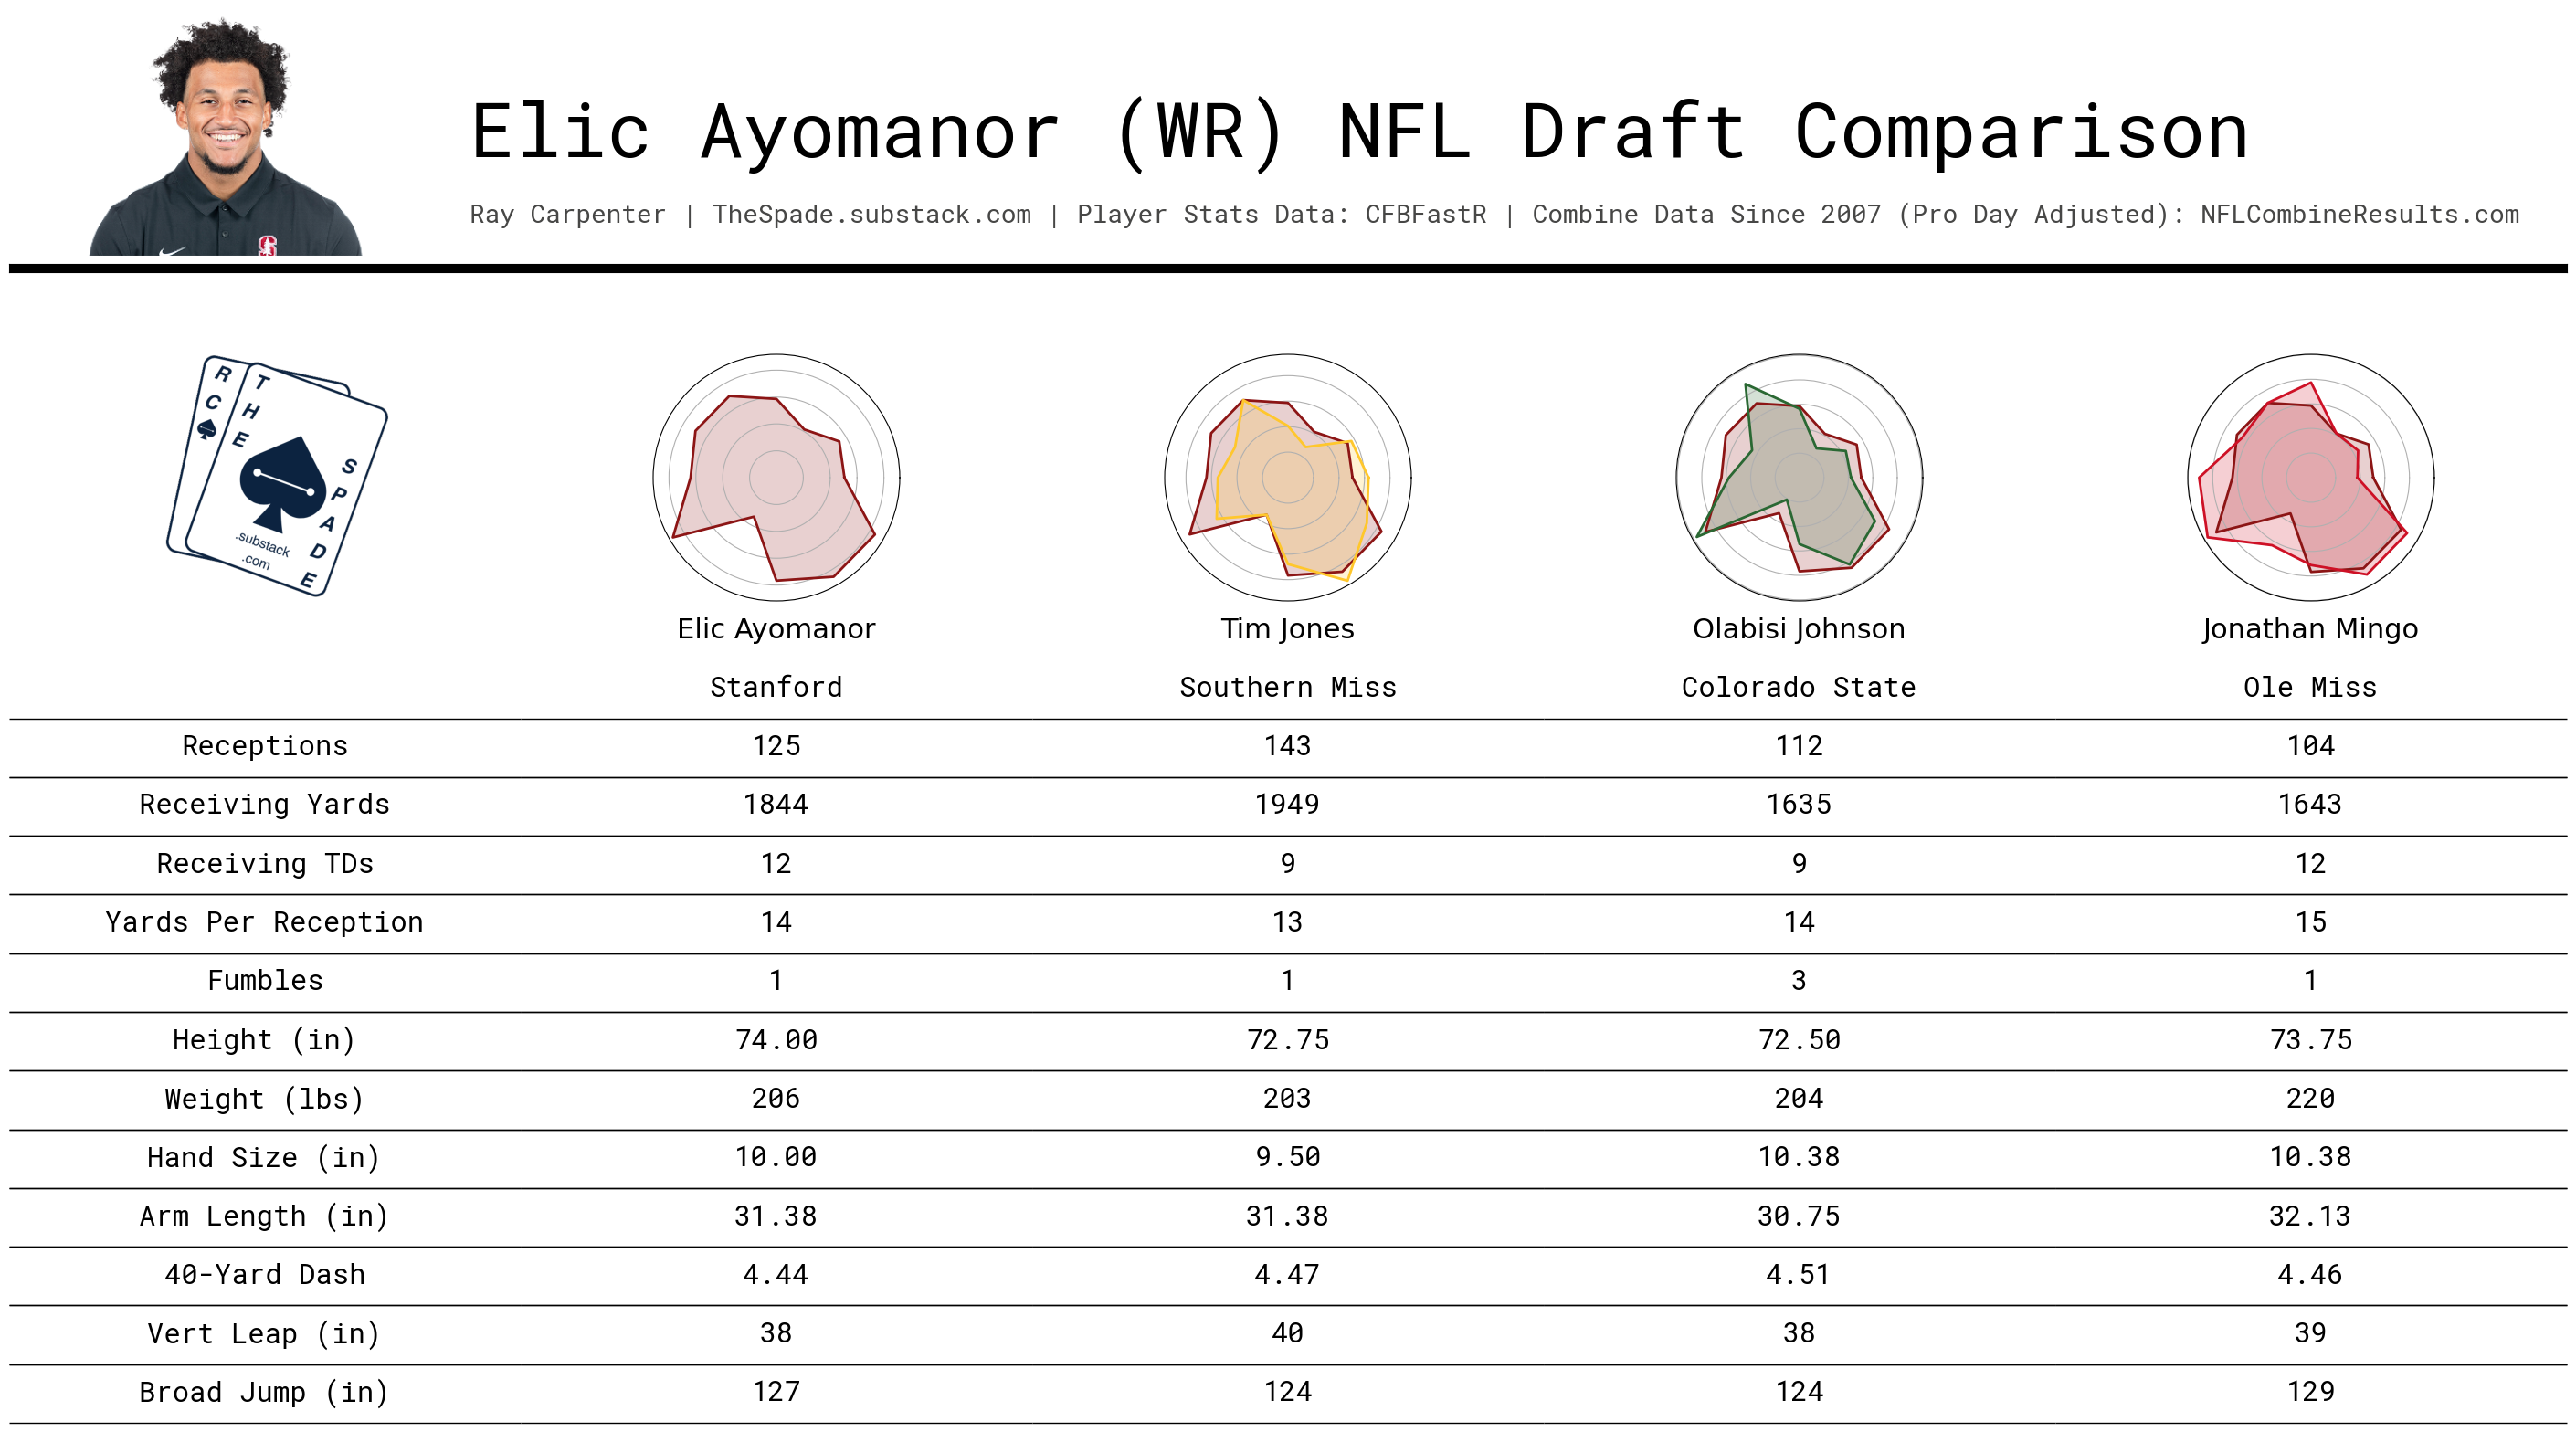 Elic Ayomanor (WR) NFL Draft Comparison
Ray Carpenter | TheSpade.substack.com | Player Stats Data: CFBFastR | Combine Data Since 2007 (Pro Day Adjusted): NFLCombineResults.com
R C
THE
SPADE
.substack
.com
Elic Ayomanor Tim Jones Olabisi Johnson Jonathan Mingo
Stanford Southern Miss Colorado State Ole Miss
Receptions 125 143 112 104
Receiving Yards 1844 1949 1635 1643
Receiving TDs 12 9 9 12
Yards Per Reception 14 13 14 15
Fumbles 1 1 3 1
Height (in) 74.00 72.75 72.50 73.75
Weight (lbs) 206 203 204 220
Hand Size (in) 10.00 9.50 10.38 10.38
Arm Length (in) 31.38 31.38 30.75 32.13
40-Yard Dash 4.44 4.47 4.51 4.46
Vert Leap (in) 38 40 38 39
Broad Jump (in) 127 124 124 129